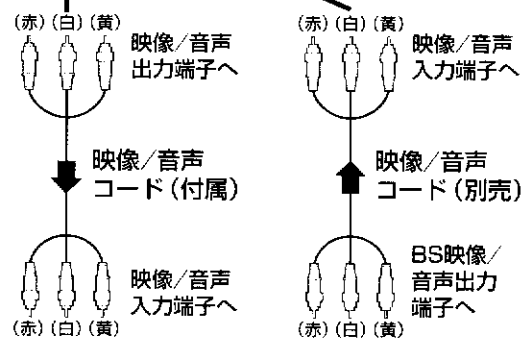 (赤)(白)(黄)
映像/音声
出力端子へ
映像/音声
コード(付属)
映像/音声
入力端子へ
(赤)(白)(黄)
(赤)(白)(黄)
映像/音声
入力端子へ
映像/音声
コード(別売)
BS映像/
音声出力
端子へ
(赤)(白)(黄)